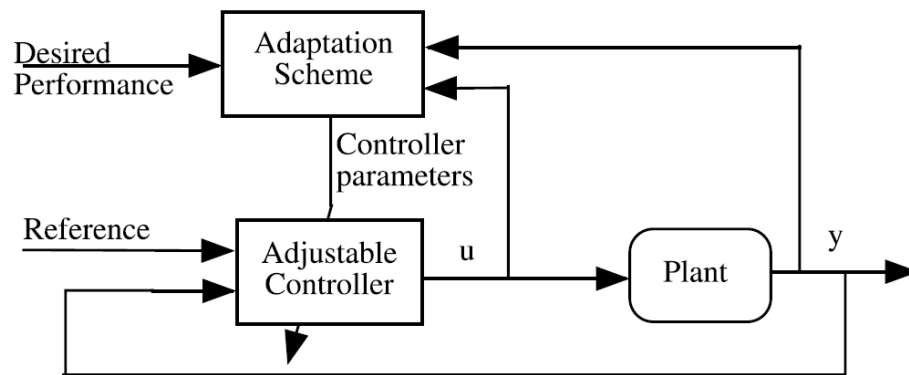 Desired
Performance
Adaptation
Scheme
Controller
parameters
Reference
Adjustable
Controller
u
Plant
y